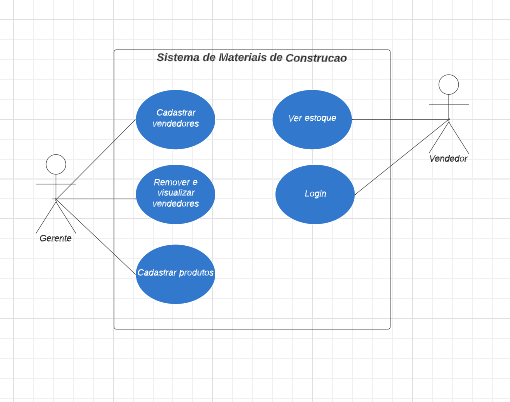 Sistema de Materiais de Construcao
Cadastrar
vendedores
Ver estoque
Vendedor
Remover e
visualizar
vendedores
Login
Gerente
Cadastrar produtos